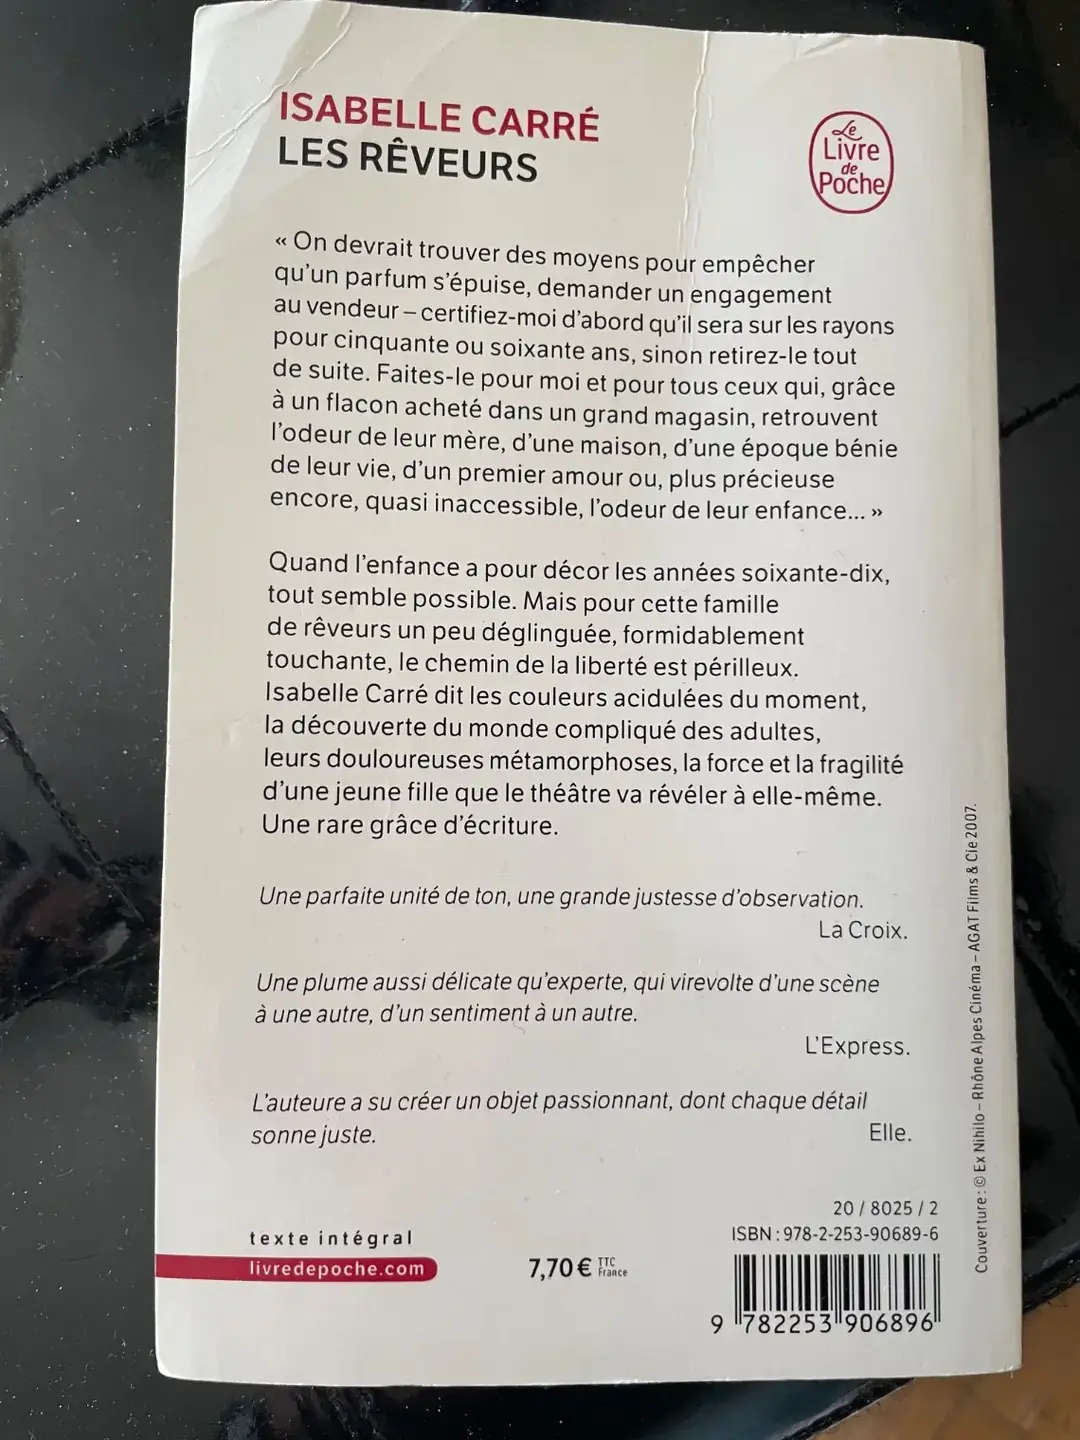 ISABELLE CARRÉ
LES RÊVEURS
Le
Livre
de
Poche
« On devrait trouver des moyens pour empêcher
qu’un parfum s’épuise, demander un engagement
au vendeur – certifiez-moi d’abord qu’il sera sur les rayons
pour cinquante ou soixante ans, sinon retirez-le tout
de suite. Faites-le pour moi et pour tous ceux qui, grâce
à un flacon acheté dans un grand magasin, retrouvent
l’odeur de leur mère, d’une maison, d’une époque bénie
de leur vie, d’un premier amour ou, plus précieuse
encore, quasi inaccessible, l’odeur de leur enfance... »
Quand l’enfance a pour décor les années soixante-dix,
tout semble possible. Mais pour cette famille
de rêveurs un peu déglinguée, formidablement
touchante, le chemin de la liberté est périlleux.
Isabelle Carré dit les couleurs acidulées du moment,
la découverte du monde compliqué des adultes,
leurs douloureuses métamorphoses, la force et la fragilité
d’une jeune fille que le théâtre va révéler à elle-même.
Une rare grâce d’écriture.
Une parfaite unité de ton, une grande justesse d’observation.
La Croix.
Une plume aussi délicate qu’experte, qui virevolte d’une scène
à une autre, d’un sentiment à un autre.
L’Express.
L’auteure a su créer un objet passionnant, dont chaque détail
sonne juste.
Elle.
texte intégral
livredepoche.com
7,70 € TTC
France
20 / 8025 / 2
ISBN : 978-2-253-90689-6
9 782253 906896
Couverture : © Ex Nihilo – Rhône Alpes Cinéma – AGAT Films & Cie 2007.